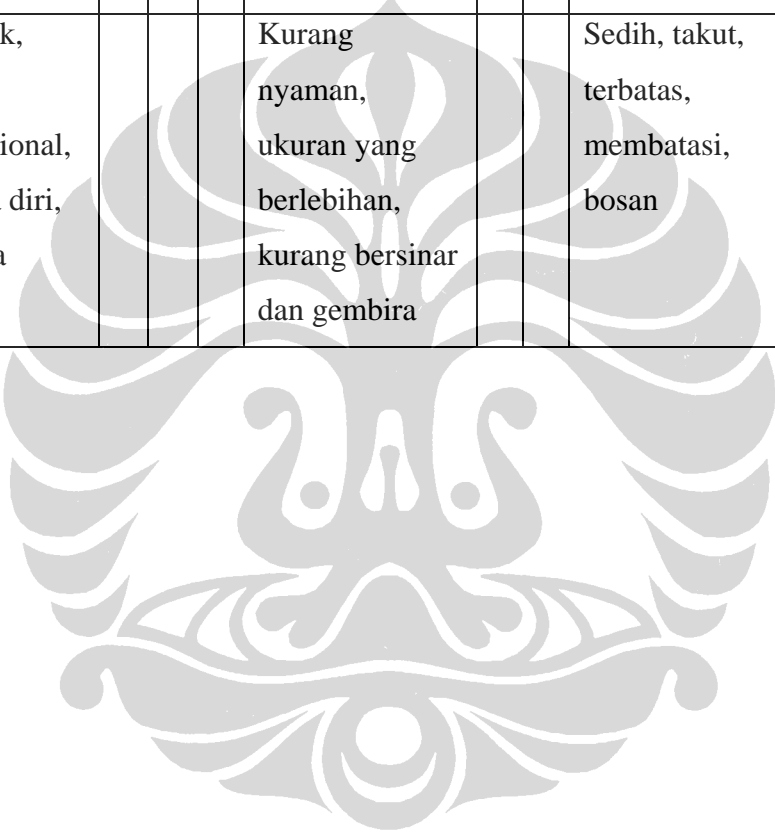 k,
ional,
diri,
a
Kurang
nyaman,
ukuran yang
berlebihan,
kurang bersinar
dan gembira
Sedih, takut,
terbatas,
membatasi,
bosan